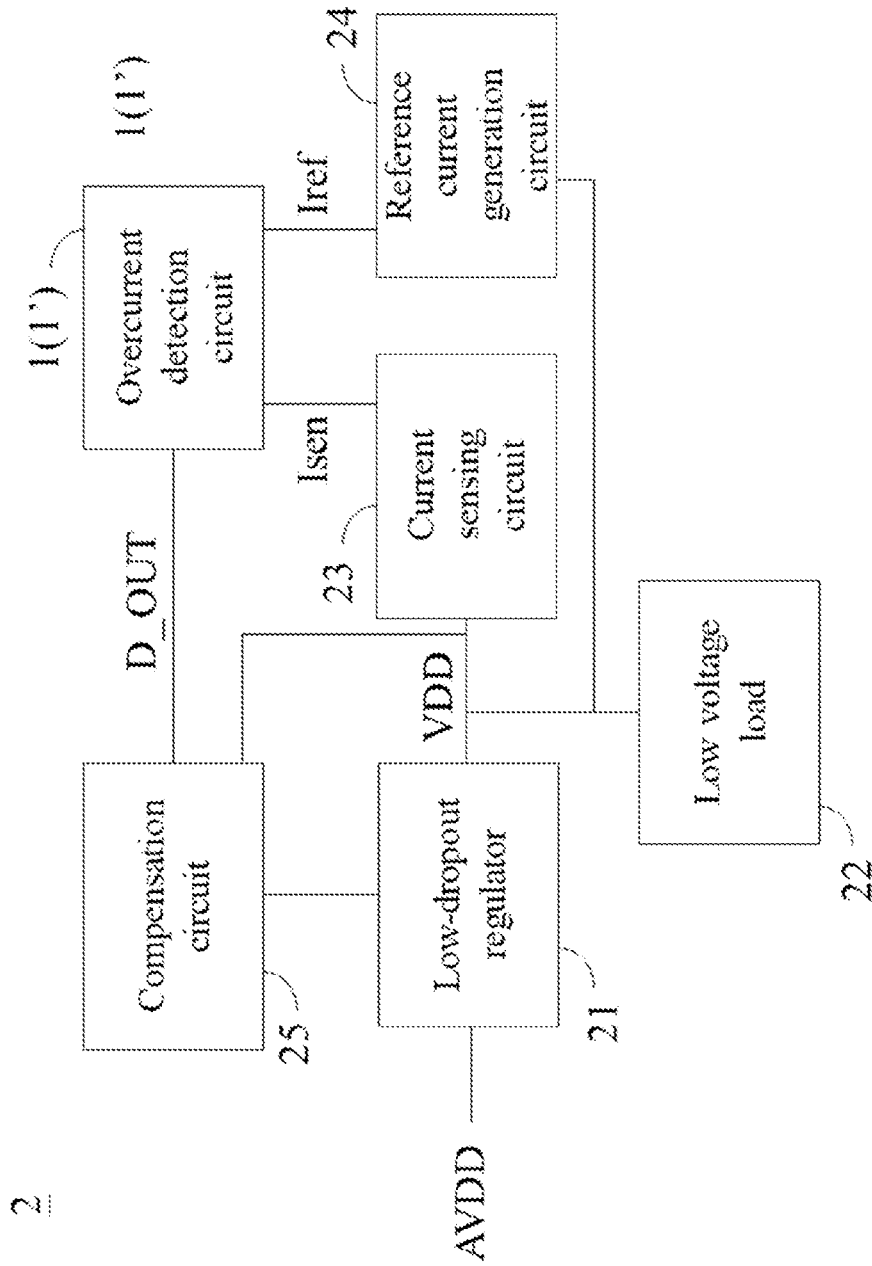 2
1(1')
1(1')
Compensation
circuit
25
D_OUT
Overcurrent
detection
circuit
Isen
Iref
24
AVDD
Low-dropout
regulator
21
VDD
23
Current
sensing
circuit
Reference
current
generation
circuit
Low voltage
load
22